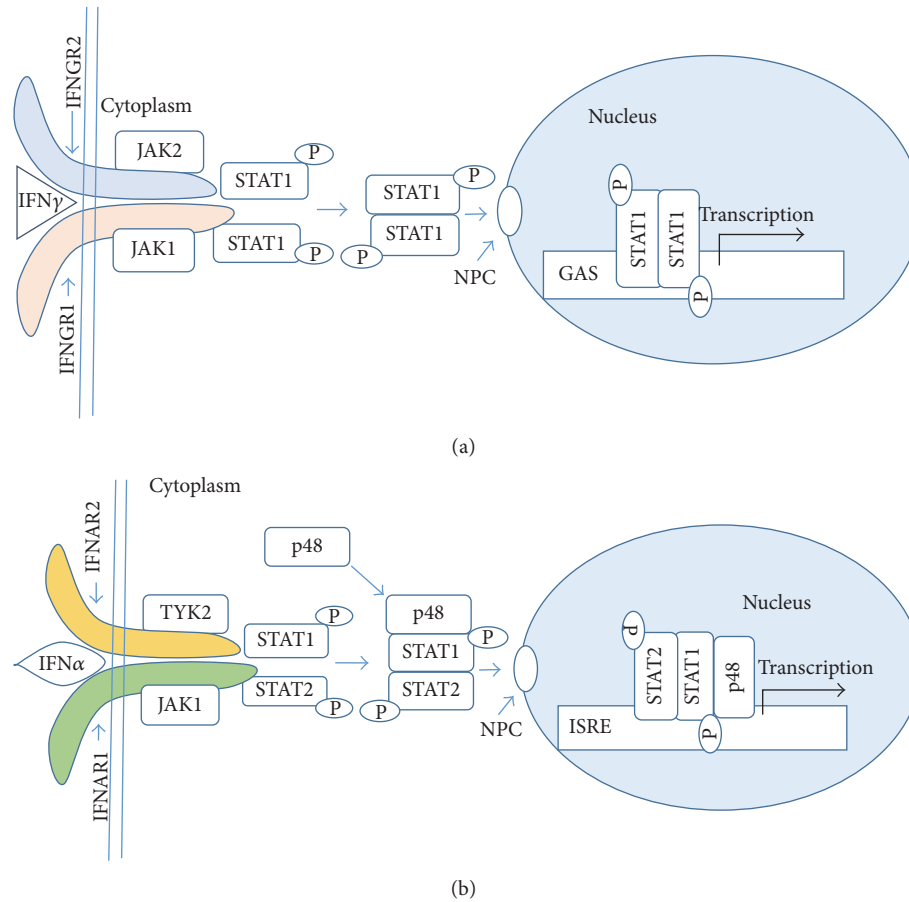 IFNGR2
Cytoplasm
JAK2
P
STAT1
IFNγ
JAK1
STAT1
P
IFNGR1
STAT1
P
STAT1
P
NPC
Nucleus
P
STAT1
STAT1
Transcription
GAS
P
(a)
Cytoplasm
IFNAR2
p48
TYK2
P
STAT1
IFNα
JAK1
STAT2
P
IFNAR1
p48
P
STAT1
STAT2
P
NPC
Nucleus
P
STAT2
STAT1
p48
Transcription
ISRE
P
(b)